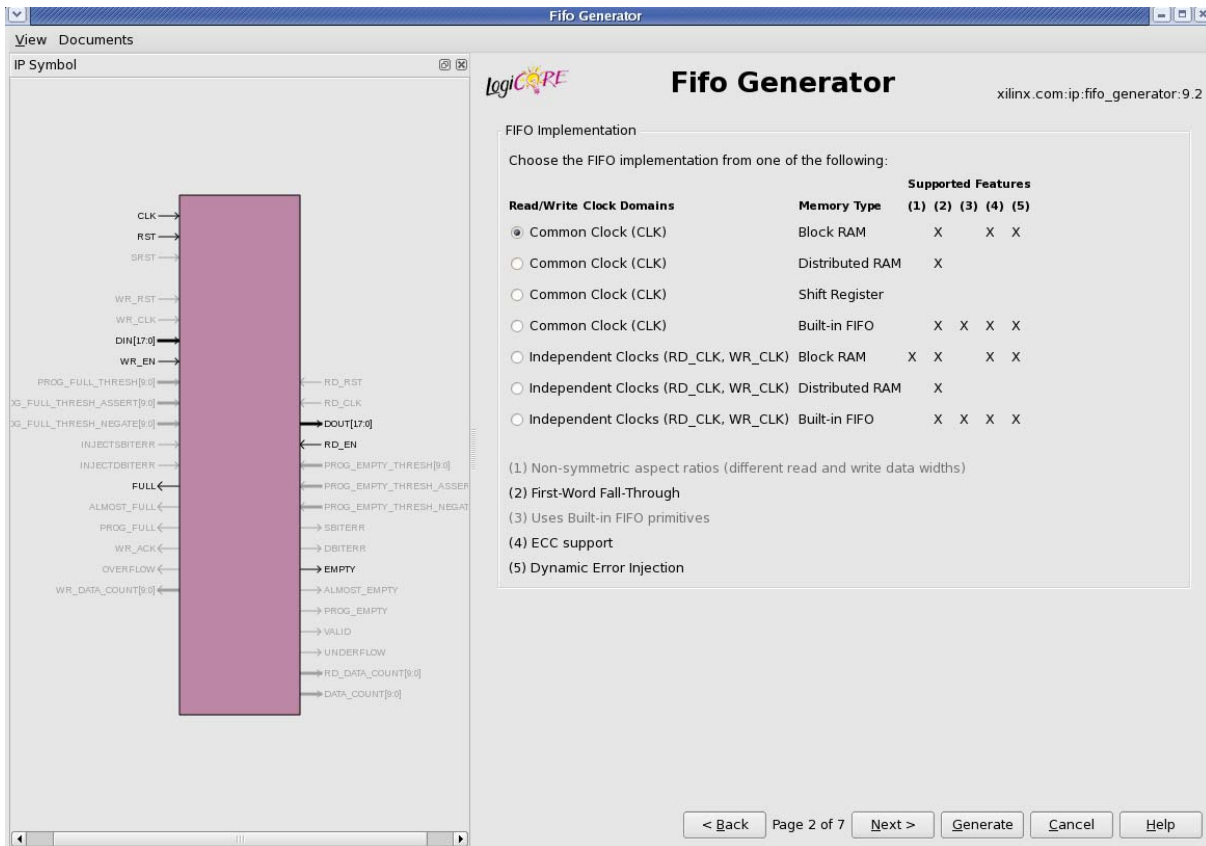 Fifo Generator
View Documents
IP Symbol
CLK
RST
SRST
WR_RST
WR_CLK
DIN[17:0]
WR_EN
PROG_FULL_THRESH[9:0]
RD_RST
OG_FULL_THRESH_ASSERT[9:0]
RD_CLK
OG_FULL_THRESH_NEGATE[9:0]
DOUT[17:0]
INJECTSBITERR
RD_EN
INJECTDBITERR
PROG_EMPTY_THRESH[9:0]
FULL
PROG_EMPTY_THRESH_ASSER
ALMOST_FULL
PROG_EMPTY_THRESH_NEGAT
PROG_FULL
SBITERR
WR_ACK
DBITERR
OVERFLOW
EMPTY
WR_DATA_COUNT[9:0]
ALMOST_EMPTY
PROG_EMPTY
VALID
UNDERFLOW
RD_DATA_COUNT[9:0]
DATA_COUNT[9:0]
LogiCORE
Fifo Generator
xilinx.com:ip:fifo_generator:9.2
FIFO Implementation
Choose the FIFO implementation from one of the following:
Supported Features
Read/Write Clock Domains Memory Type (1) (2) (3) (4) (5)
Common Clock (CLK) Block RAM X X X
Common Clock (CLK) Distributed RAM X
Common Clock (CLK) Shift Register
Common Clock (CLK) Built-in FIFO X X X X
Independent Clocks (RD_CLK, WR_CLK) Block RAM X X X X
Independent Clocks (RD_CLK, WR_CLK) Distributed RAM X
Independent Clocks (RD_CLK, WR_CLK) Built-in FIFO X X X X
(1) Non-symmetric aspect ratios (different read and write data widths)
(2) First-Word Fall-Through
(3) Uses Built-in FIFO primitives
(4) ECC support
(5) Dynamic Error Injection
< Back Page 2 of 7 Next > Generate Cancel Help